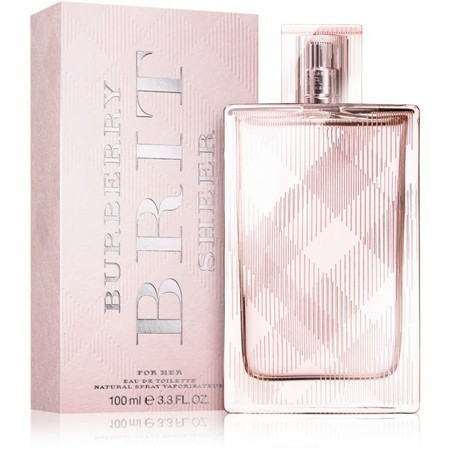 BURBERRY
BRIT
SHEER
FOR HER
EAU DE TOILETTE
NATURAL SPRAY VAPORISATEUR
100 ml ℮ 3.3 FL.OZ.